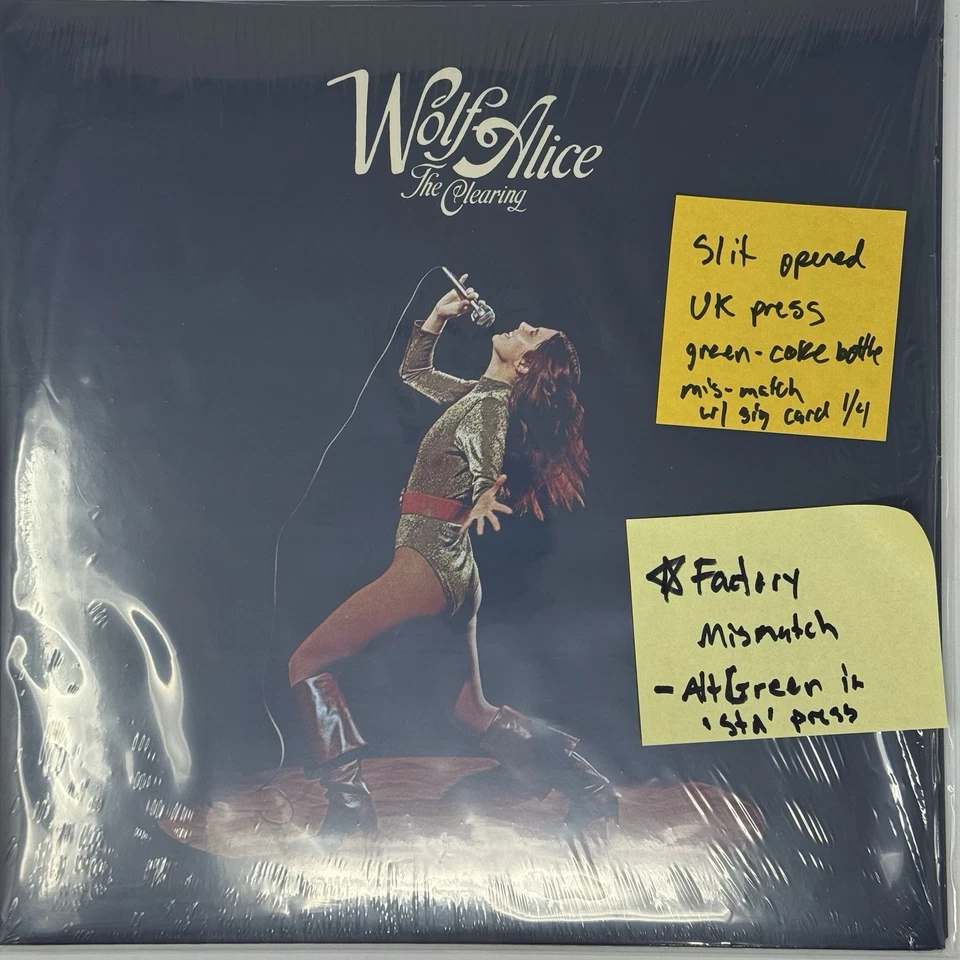 Wolf Alice
The Clearing
Slit opened
UK press
green-coke bottle
mis-match
w/ sig card 1/4
Factory
Mismatch
- Alt Green in
'std' press